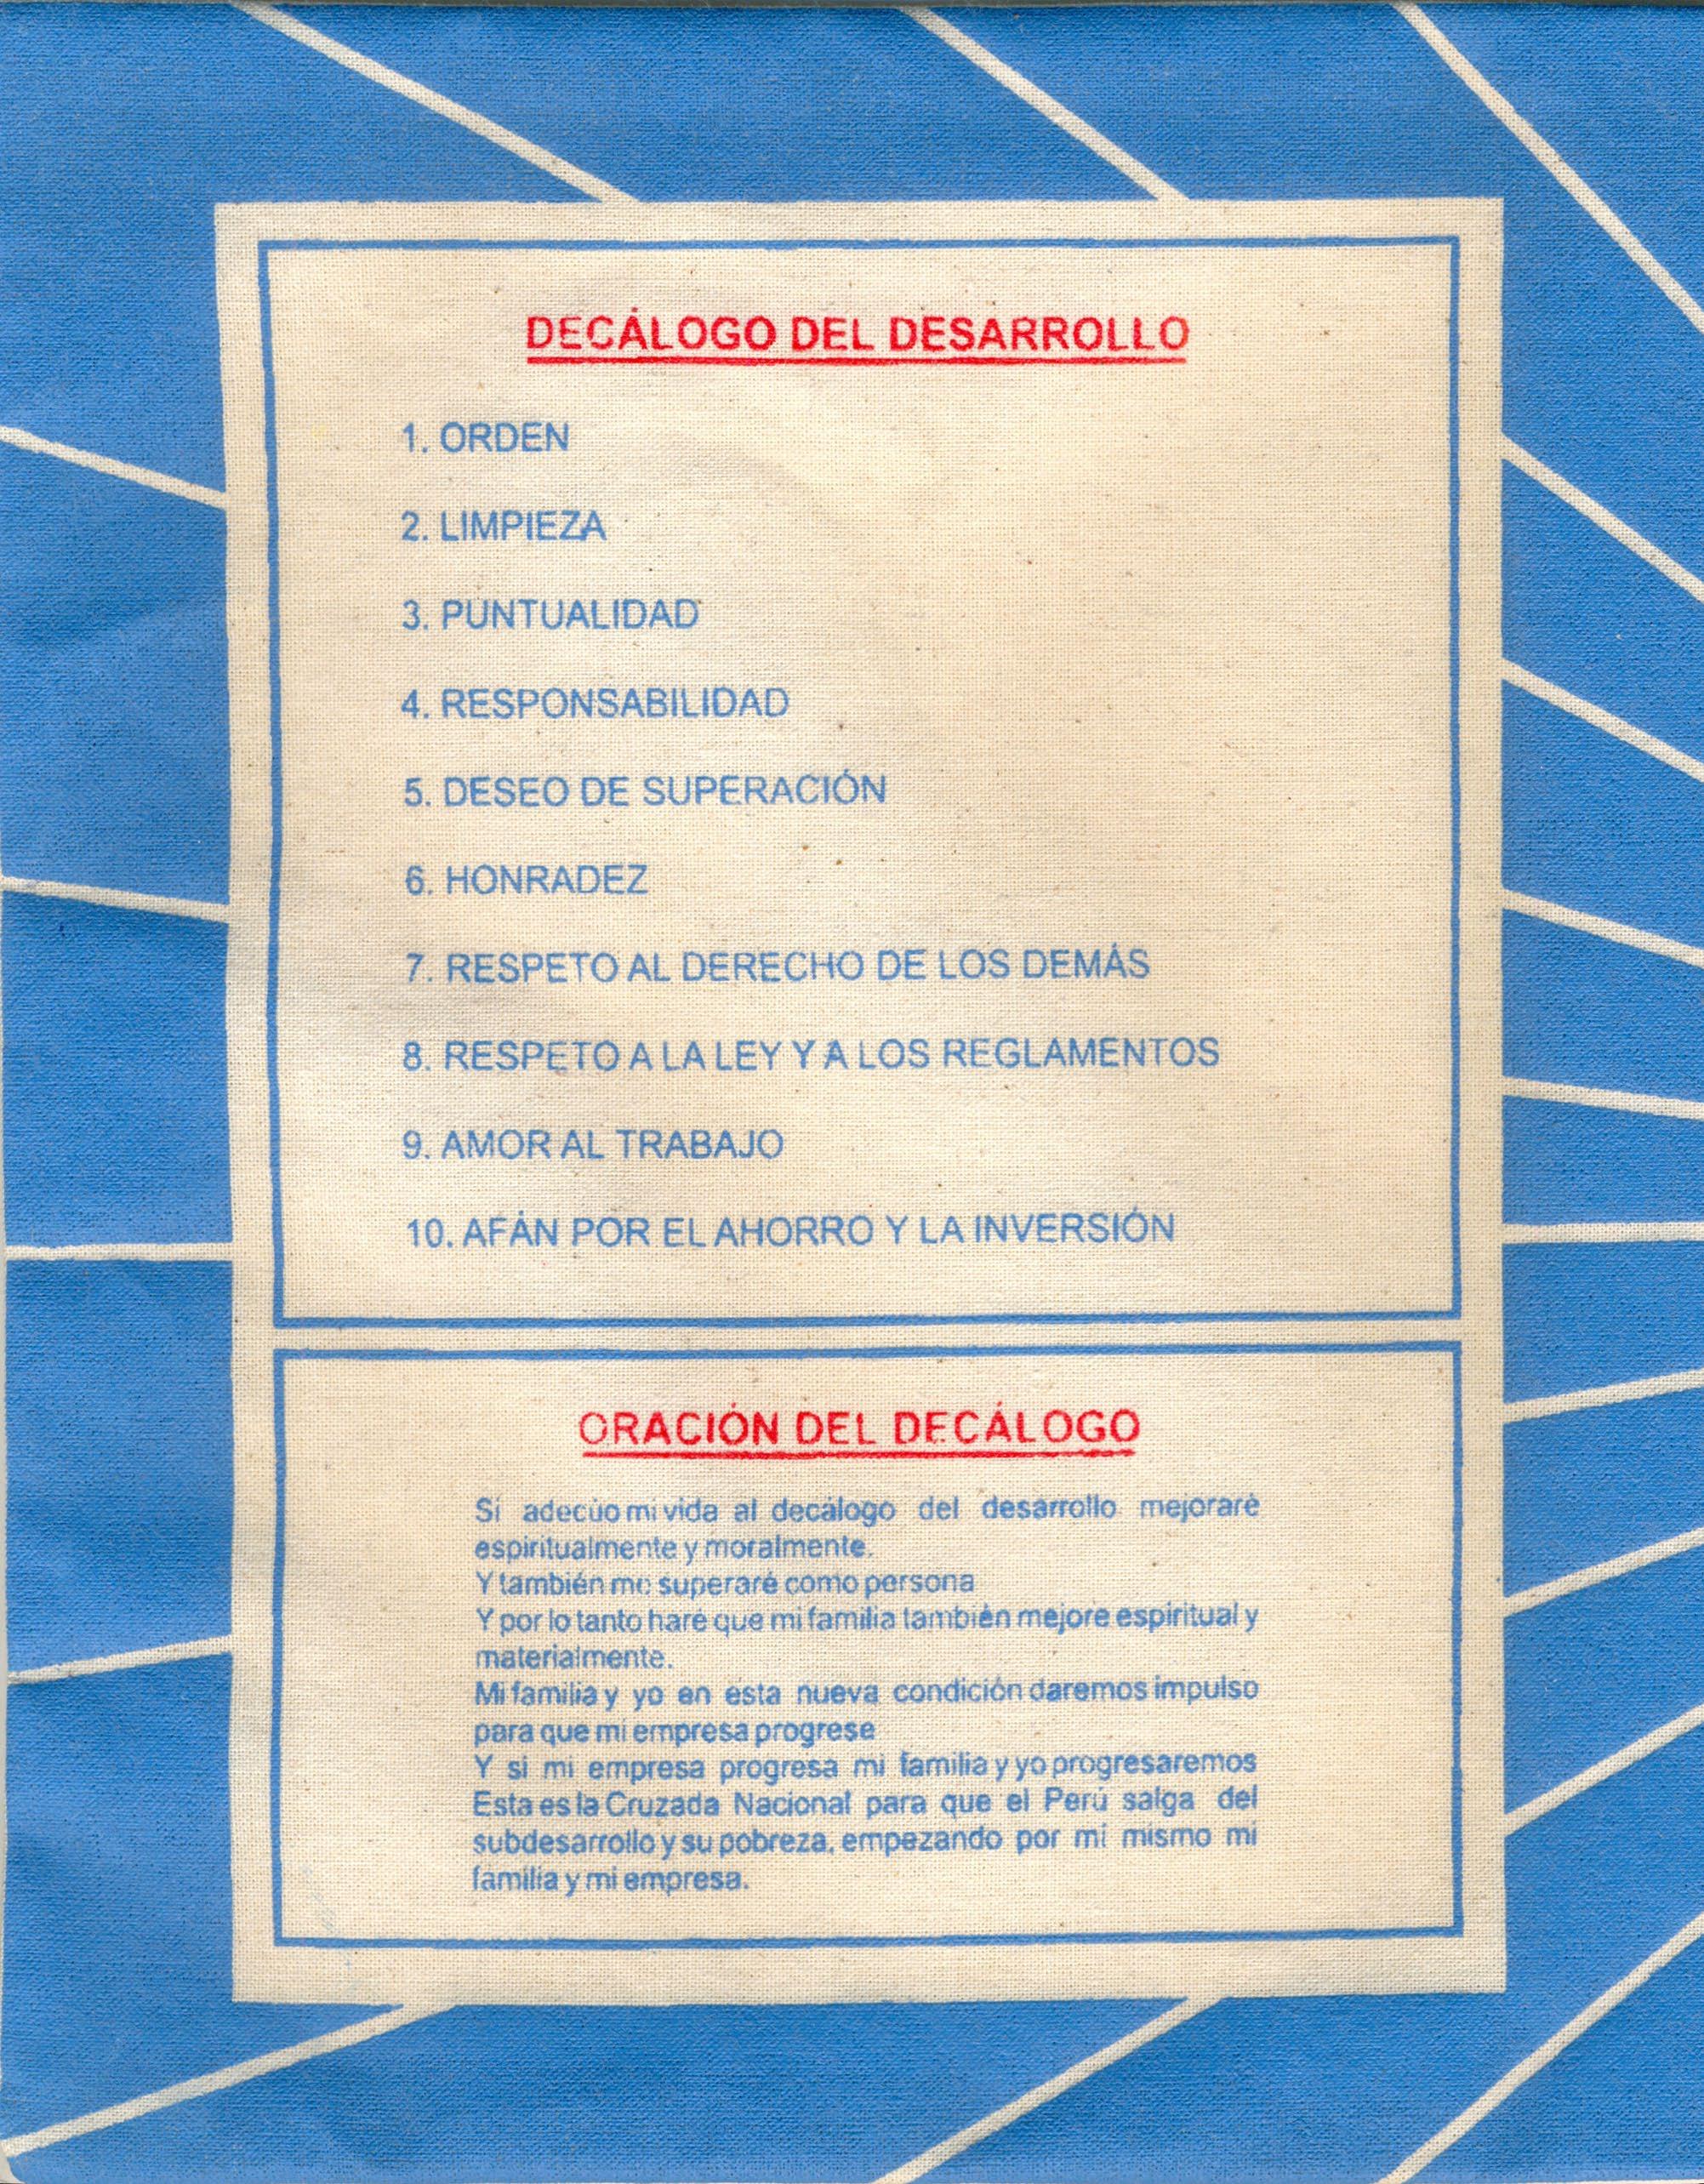 DECÁLOGO DEL DESARROLLO
1. ORDEN
2. LIMPIEZA
3. PUNTUALIDAD
4. RESPONSABILIDAD
5. DESEO DE SUPERACIÓN
6. HONRADEZ
7. RESPETO AL DERECHO DE LOS DEMÁS
8. RESPETO A LA LEY Y A LOS REGLAMENTOS
9. AMOR AL TRABAJO
10. AFÁN POR EL AHORRO Y LA INVERSIÓN
ORACIÓN DEL DECÁLOGO
Sí adecúo mi vida al decálogo del desarrollo mejoraré
espiritualmente y moralmente.
Y también me superaré como persona
Y por lo tanto haré que mi familia también mejore espiritual y
materialmente.
Mi familia y yo en esta nueva condición daremos impulso
para que mi empresa progrese
Y si mi empresa progresa mi familia y yo progresaremos
Esta es la Cruzada Nacional para que el Perú salga del
subdesarrollo y su pobreza, empezando por mí mismo mi
familia y mi empresa.